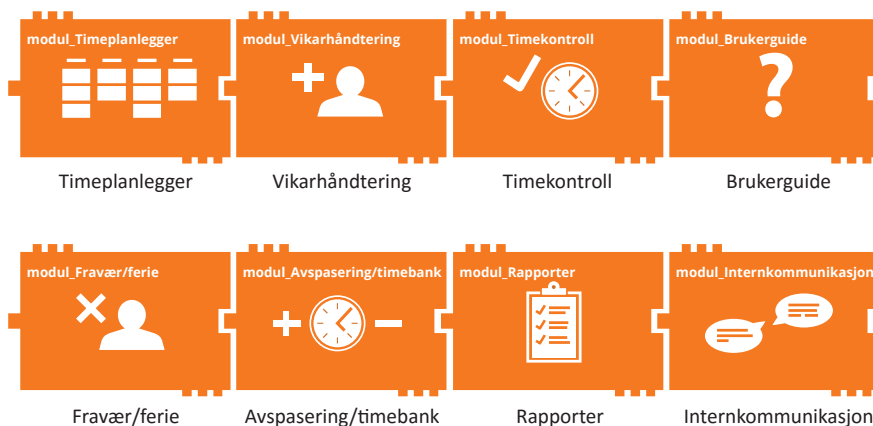 modul_Timeplanlegger
modul_Vikarhåndtering
modul_Timekontroll
modul_Brukerguide
?
Timeplanlegger
Vikarhåndtering
Timekontroll
Brukerguide
modul_Fravær/ferie
modul_Avspasering/timebank
modul_Rapporter
modul_Internkommunikasjon
Fravær/ferie
Avspasering/timebank
Rapporter
Internkommunikasjon